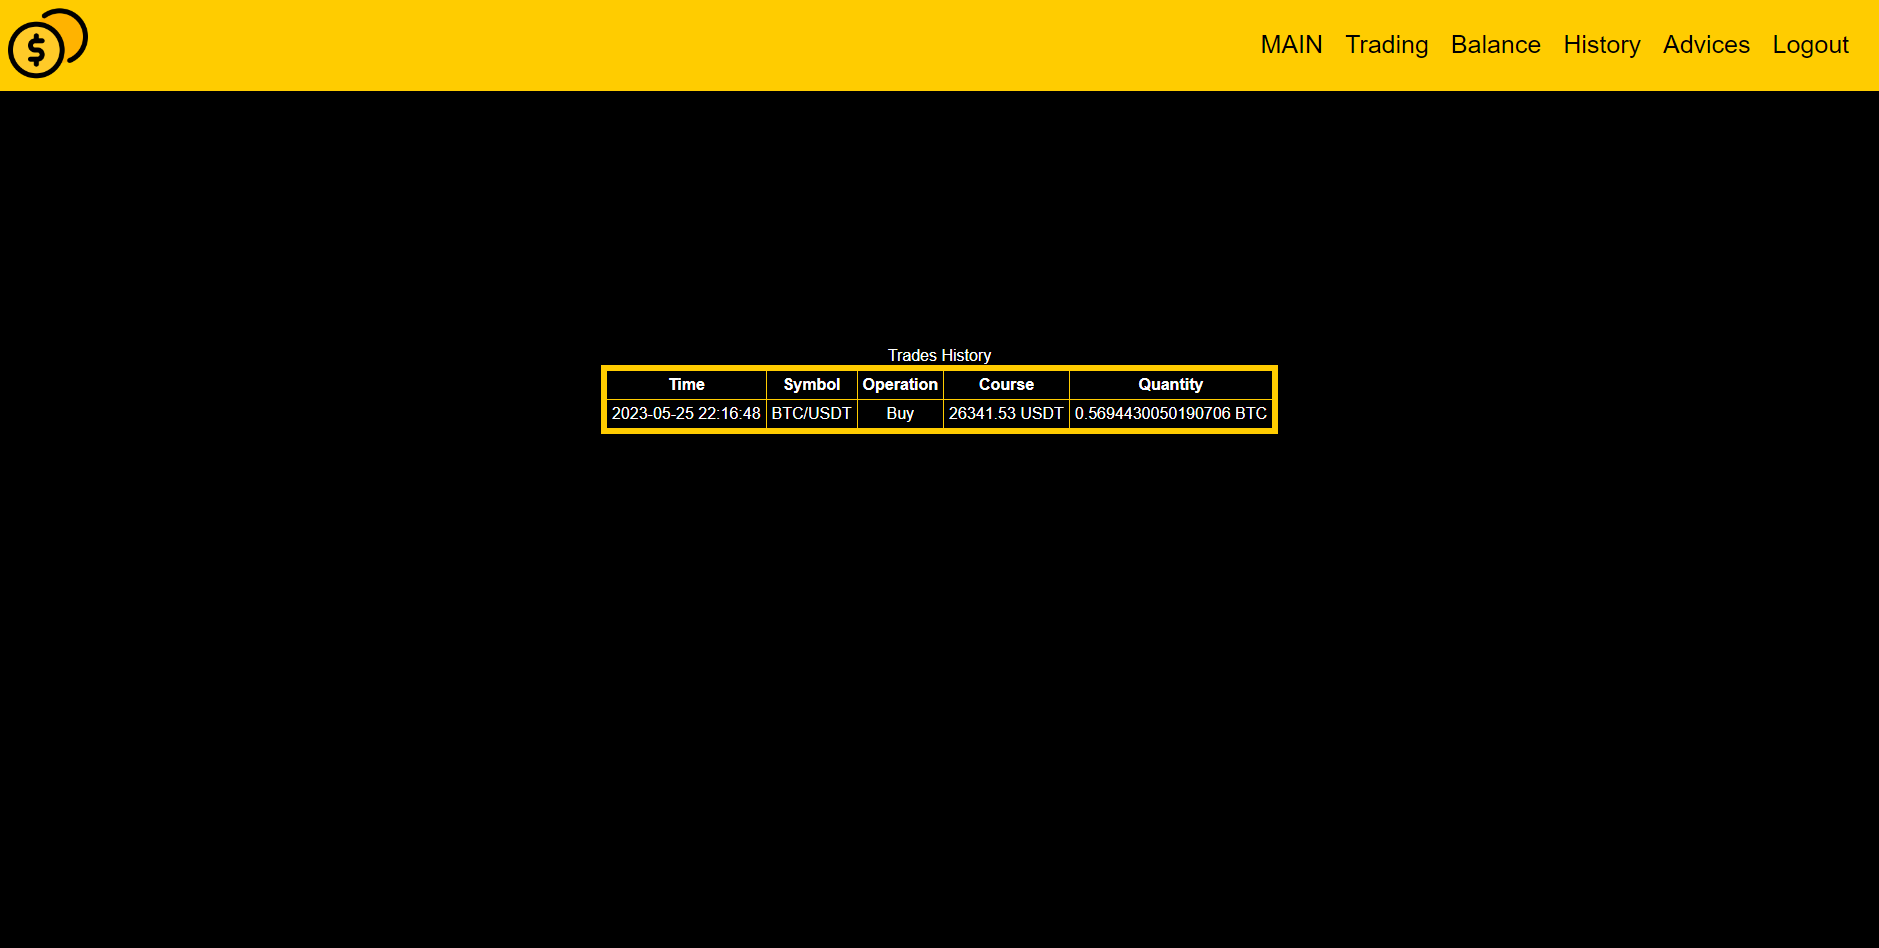 $
MAIN Trading Balance History Advices Logout
Trades History
Time Symbol Operation Course Quantity
2023-05-25 22:16:48 BTC/USDT Buy 26341.53 USDT 0.5694430050190706 BTC